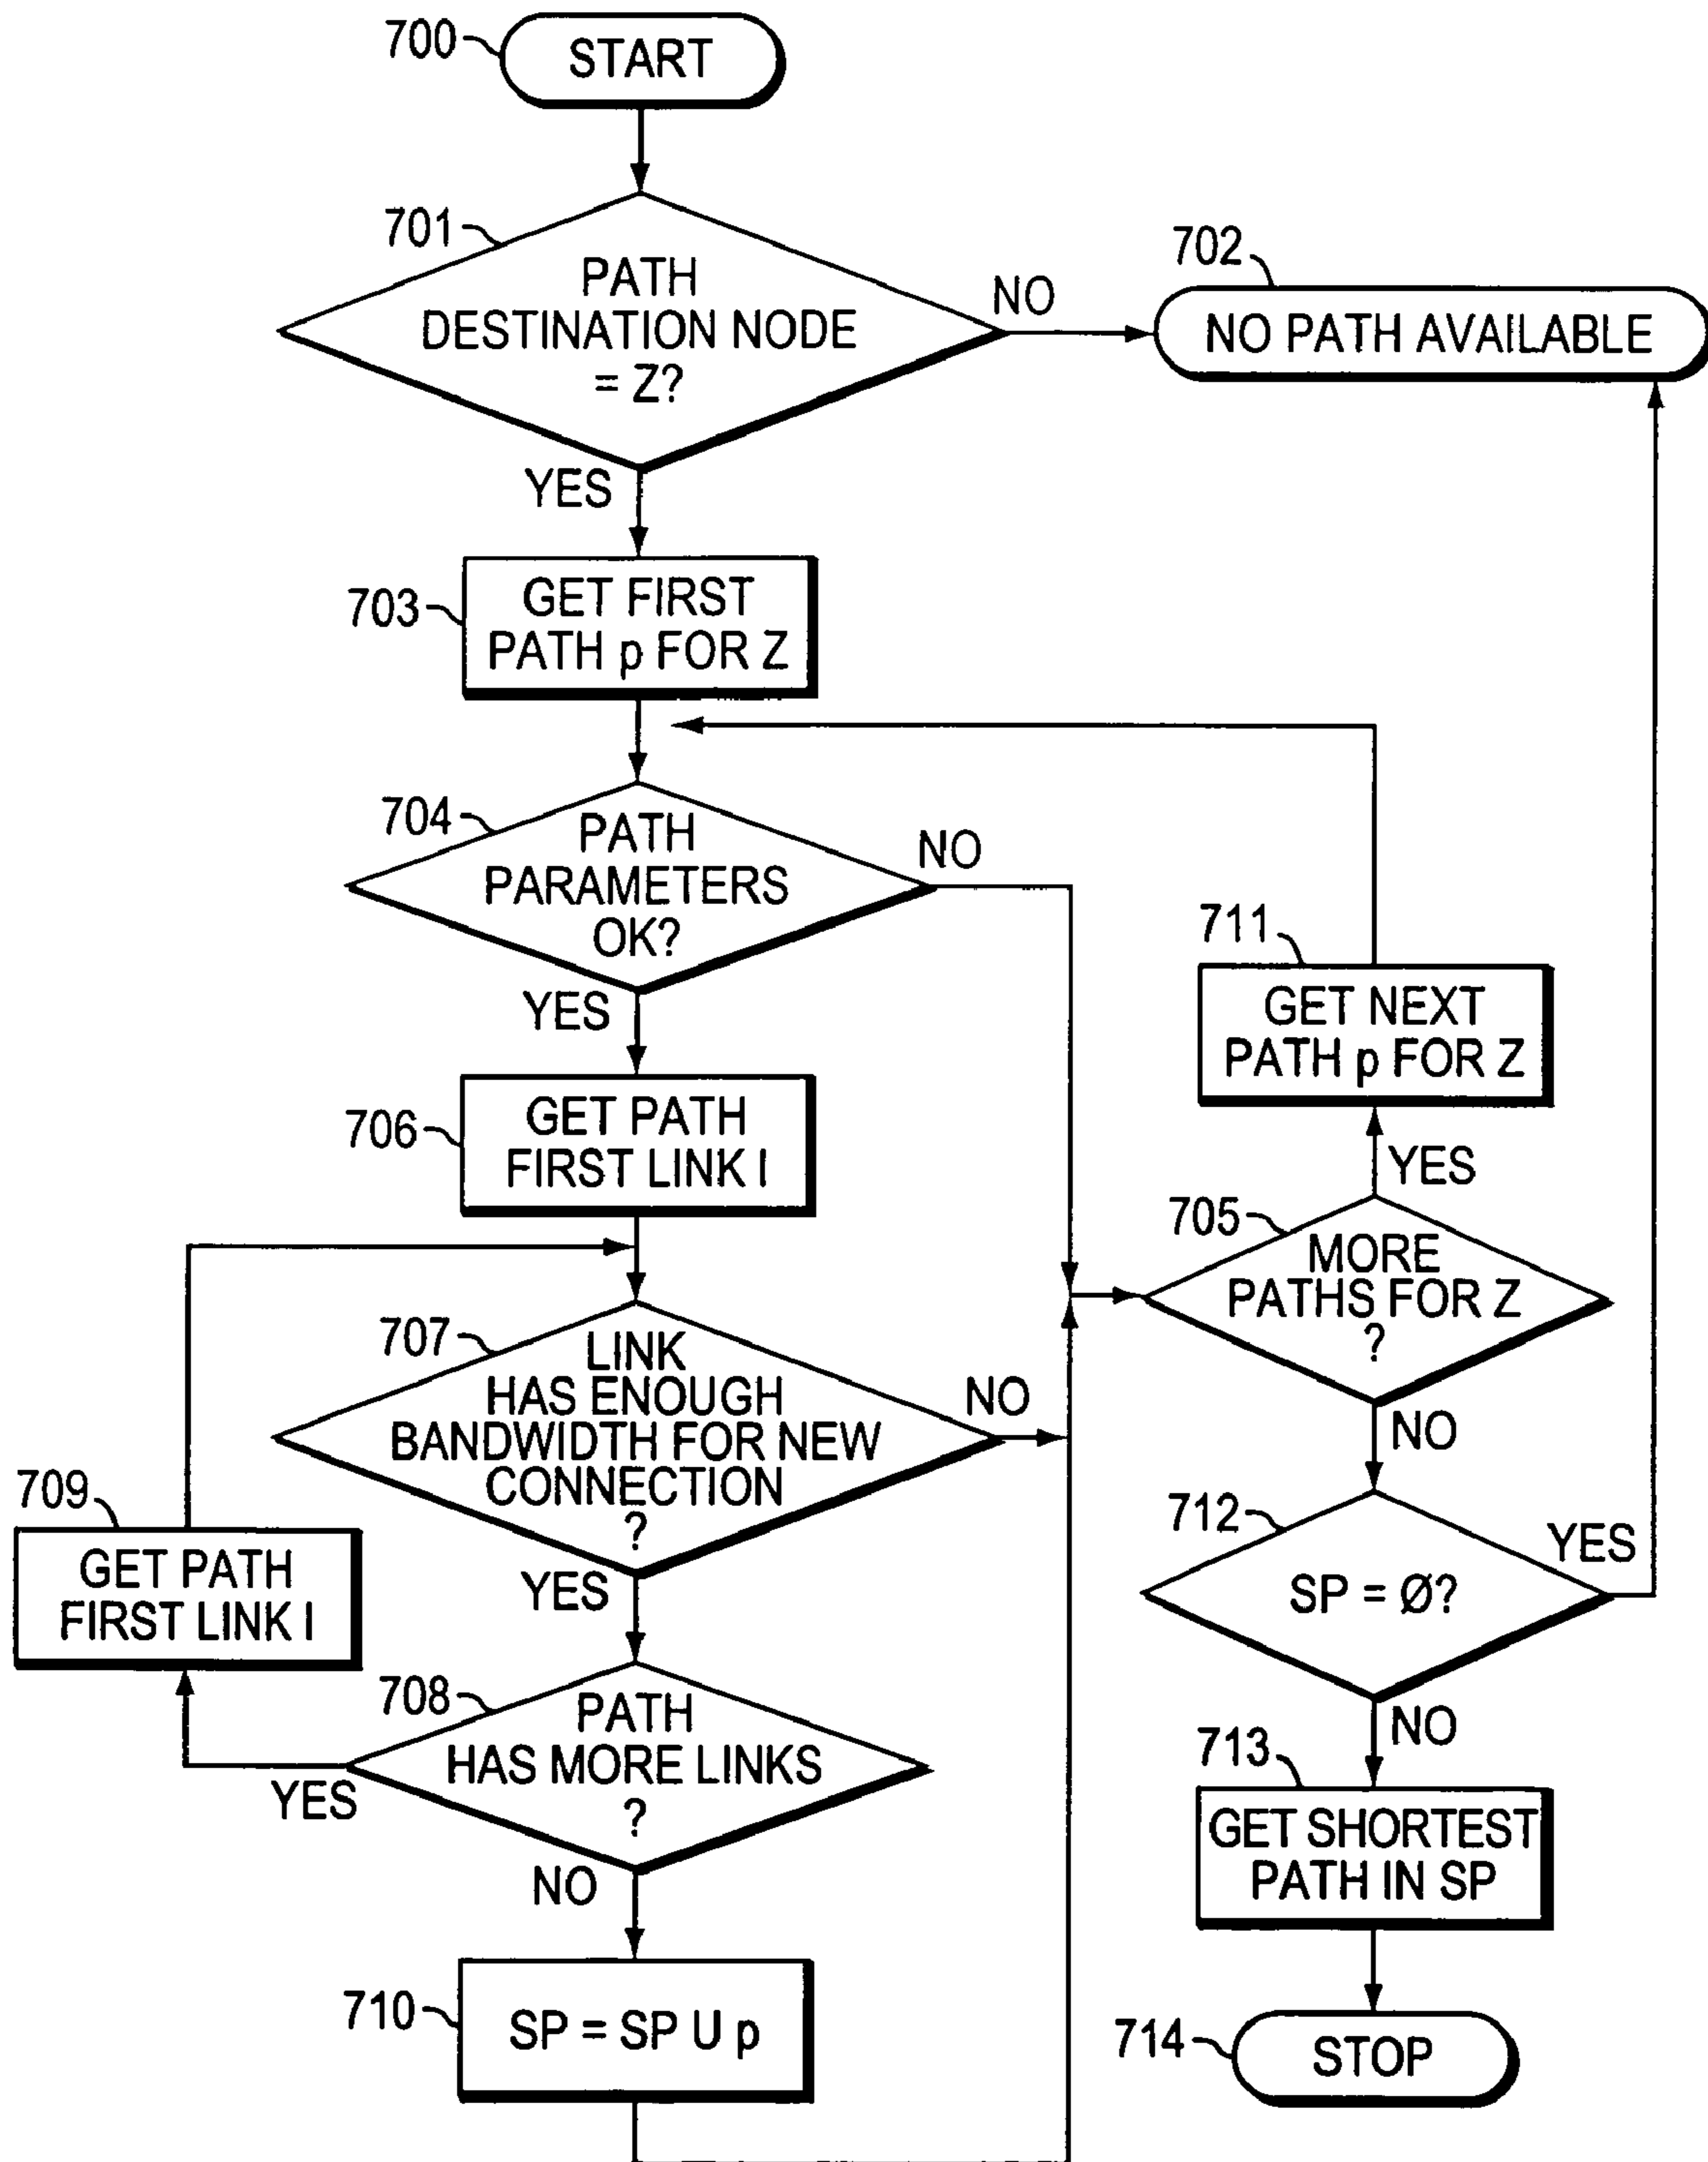 700
START
701
PATH
DESTINATION NODE
= Z?
NO
702
NO PATH AVAILABLE
YES
703
GET FIRST
PATH p FOR Z
704
PATH
PARAMETERS
OK?
NO
YES
711
GET NEXT
PATH p FOR Z
YES
706
GET PATH
FIRST LINK l
705
MORE
PATHS FOR Z
?
NO
707
LINK
HAS ENOUGH
BANDWIDTH FOR NEW
CONNECTION
?
NO
YES
709
GET PATH
FIRST LINK l
712
SP = Ø?
YES
NO
708
PATH
HAS MORE LINKS
?
YES
NO
713
GET SHORTEST
PATH IN SP
710
SP = SP U p
714
STOP